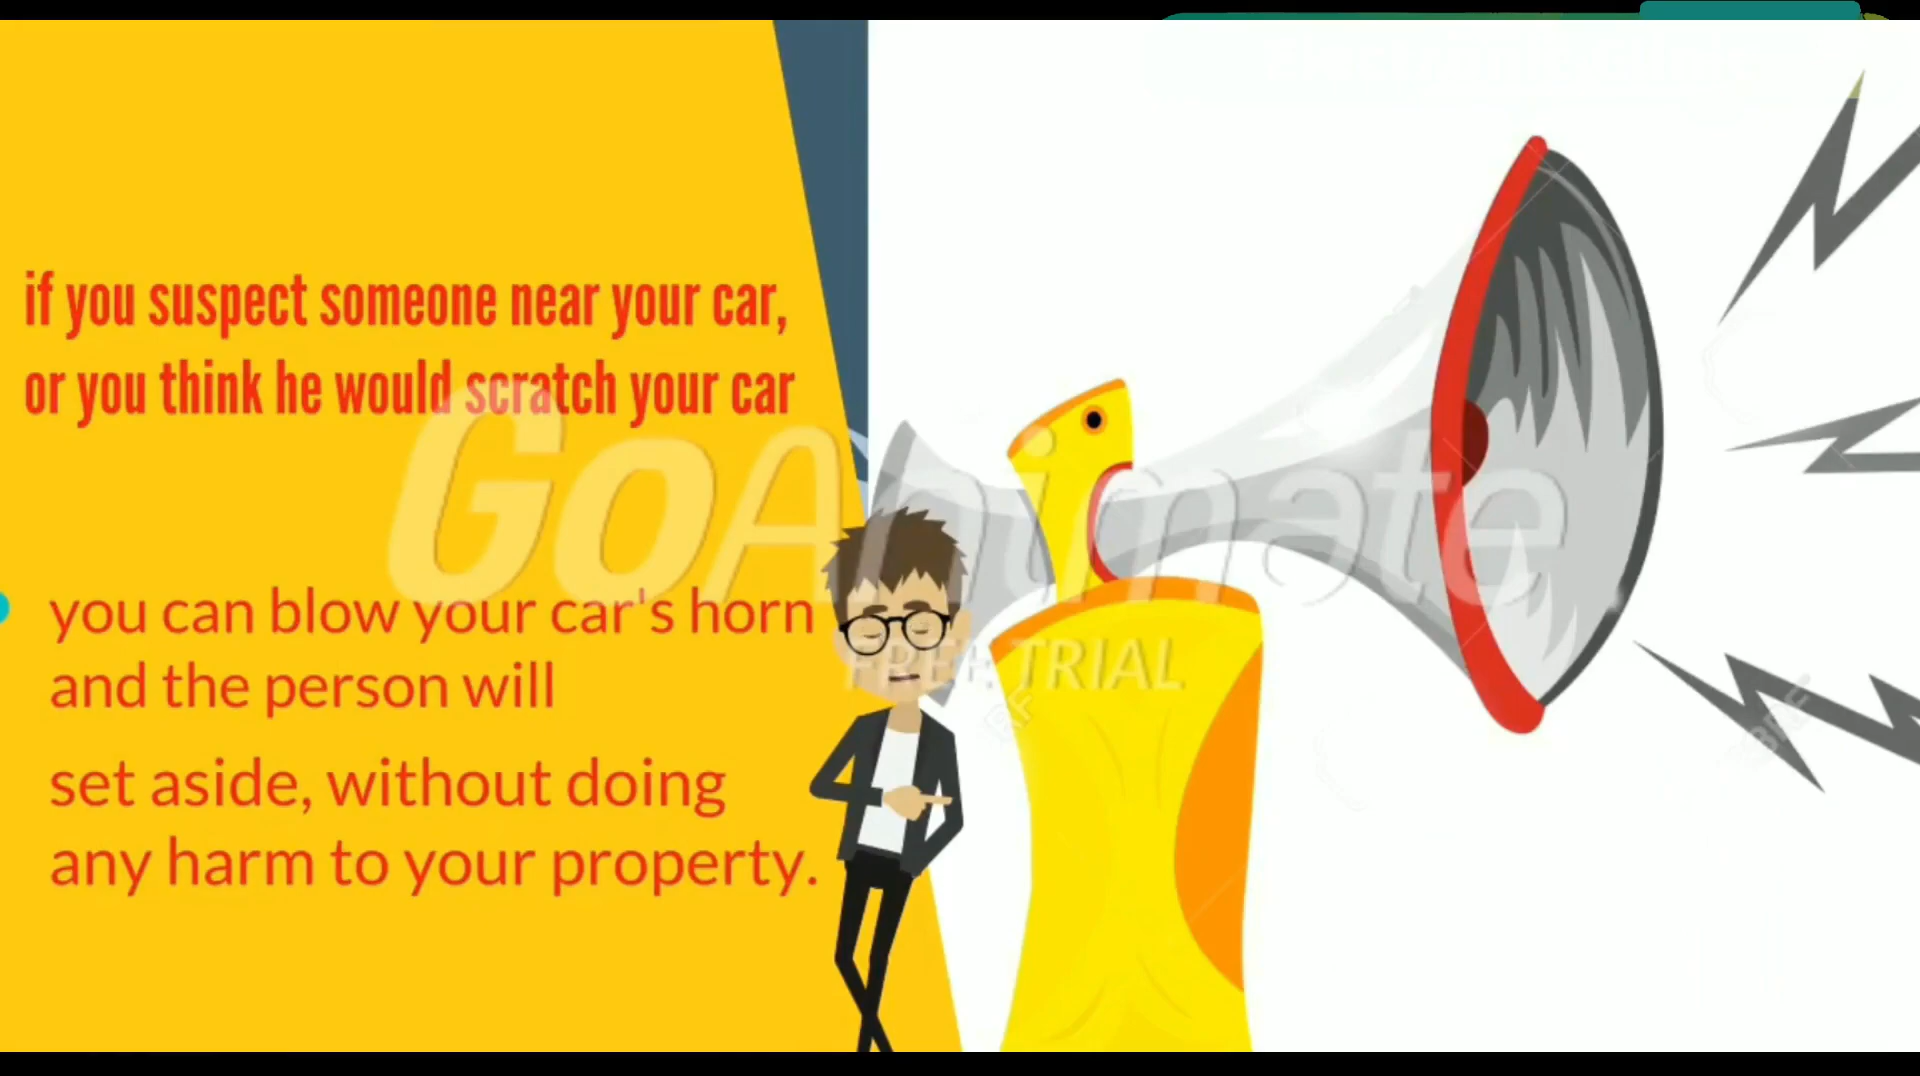 if you suspect someone near your car,
or you think he would scratch your car
GoAnimate
FREE TRIAL
you can blow your car's horn
and the person will
set aside, without doing
any harm to your property.